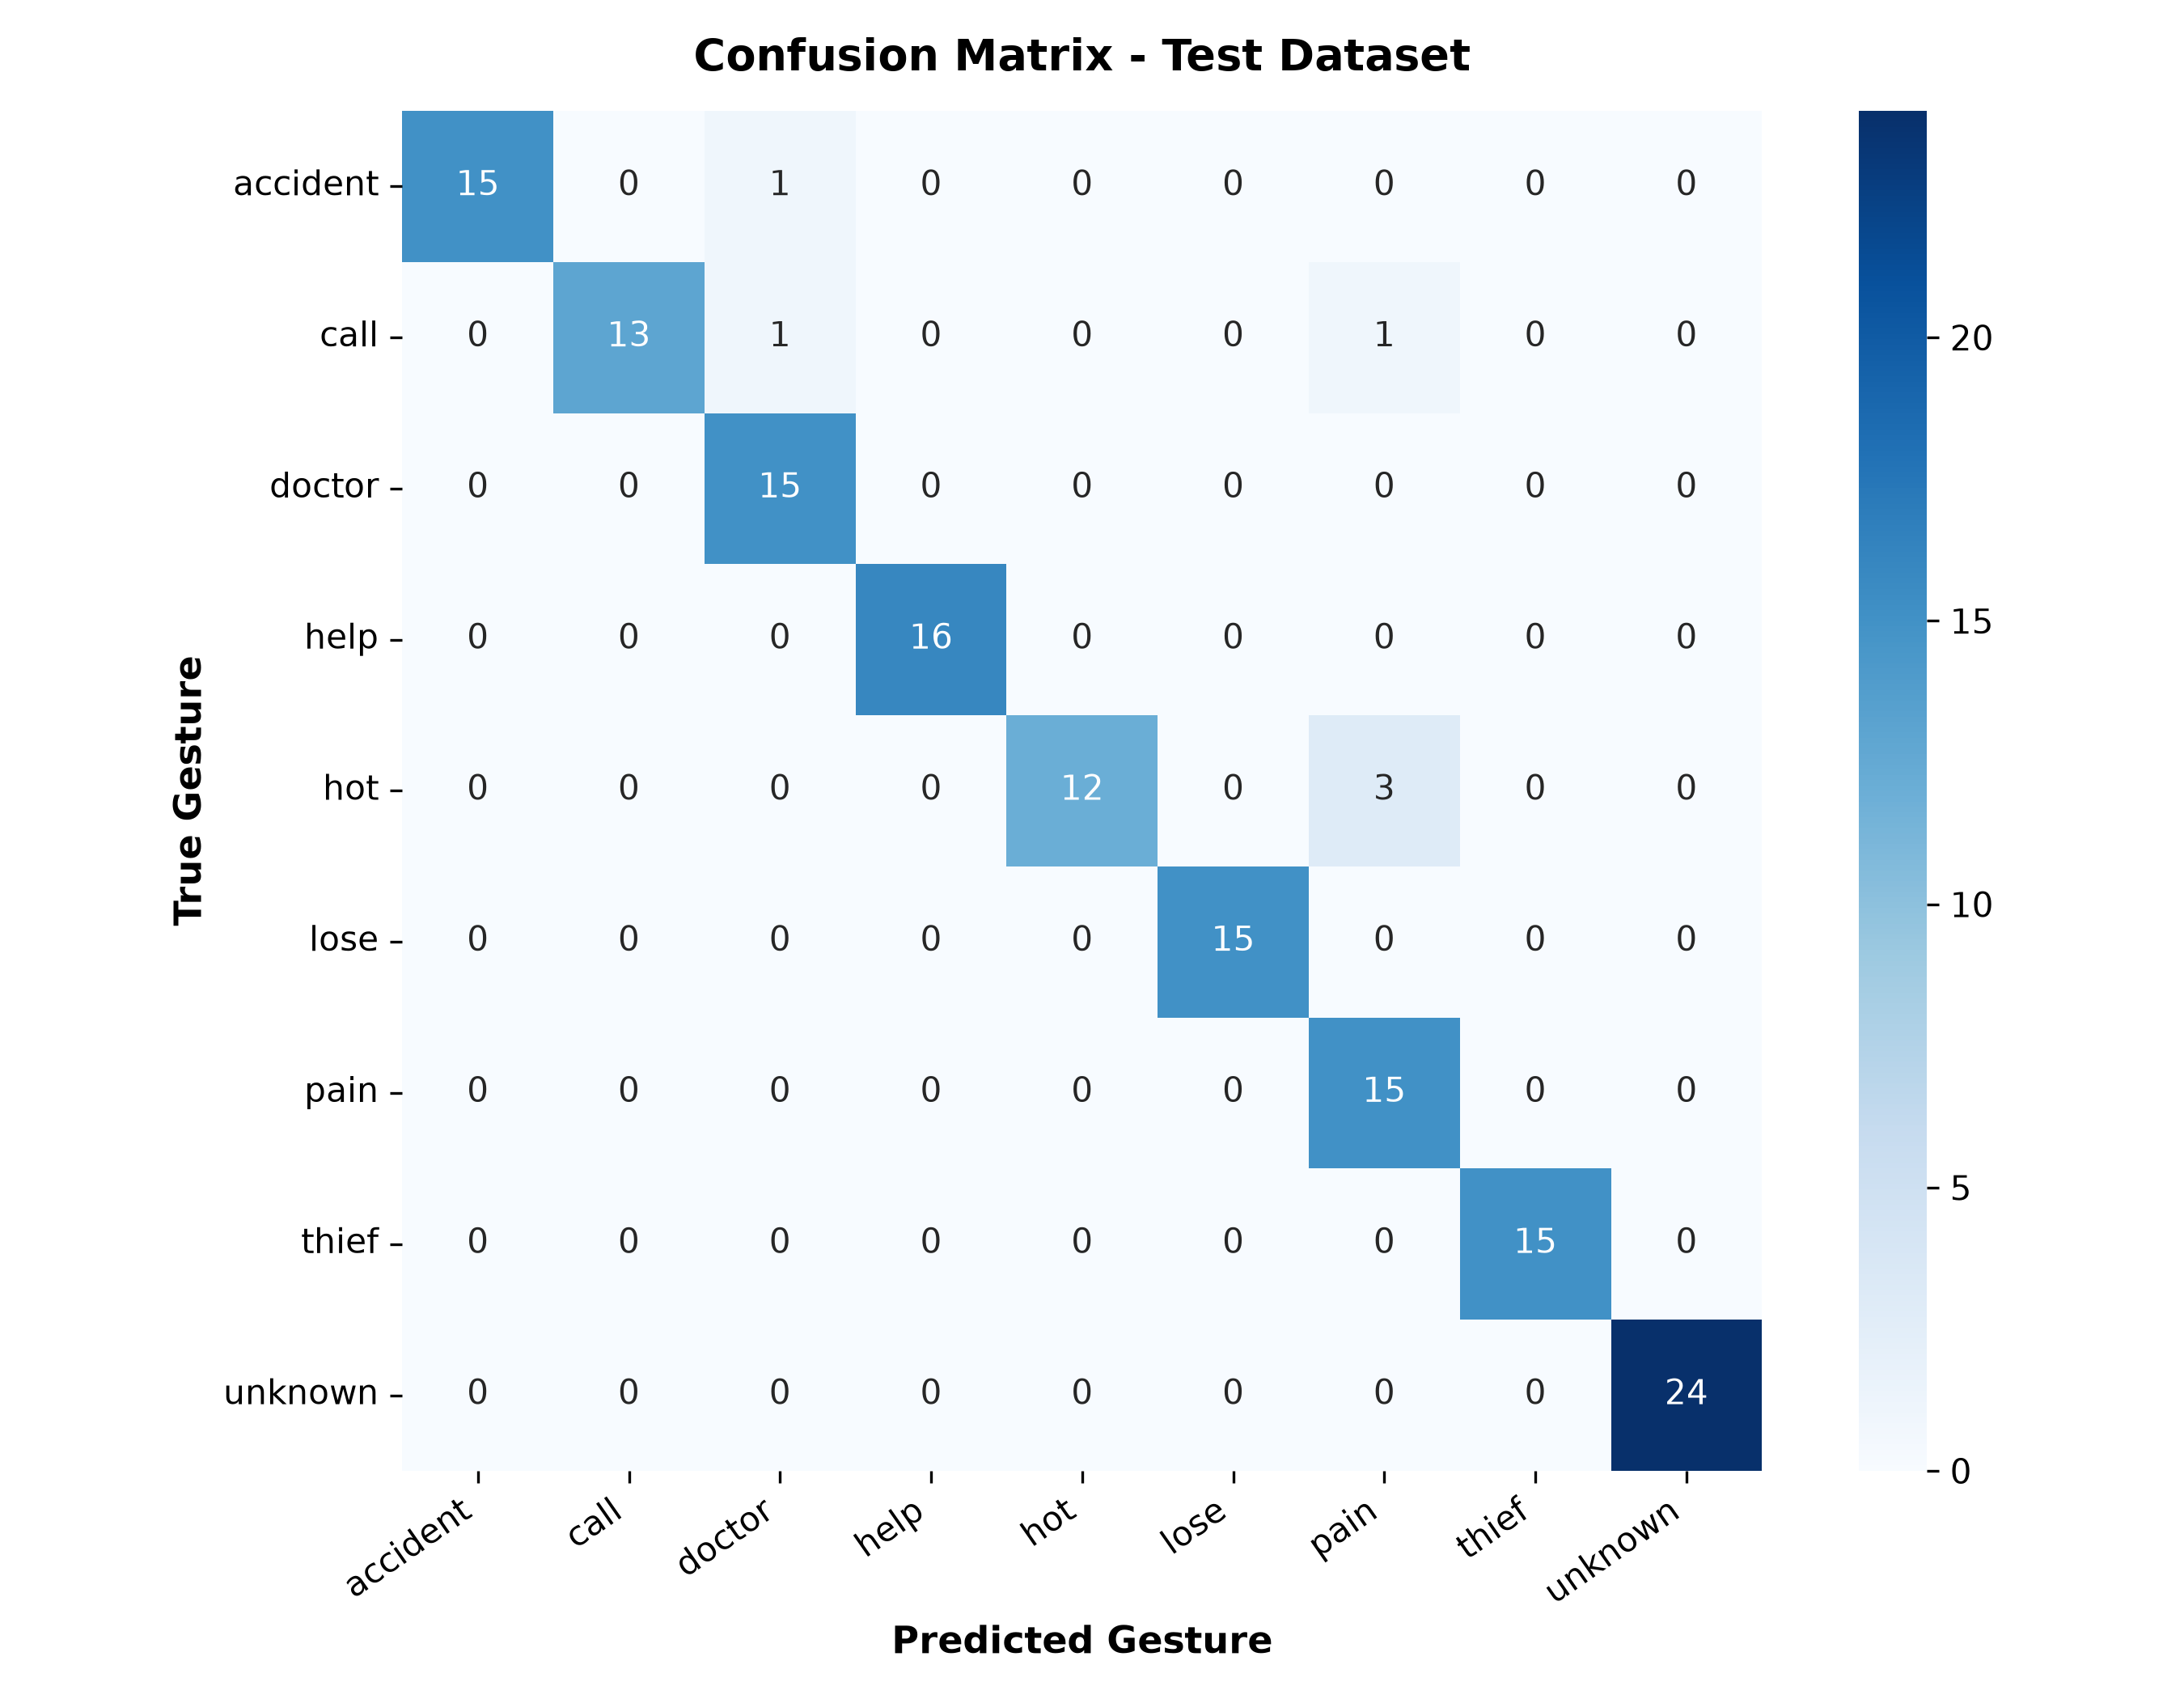 Confusion Matrix - Test Dataset
accident 15 0 1 0 0 0 0 0 0
call 0 13 1 0 0 0 1 0 0
doctor 0 0 15 0 0 0 0 0 0
help 0 0 0 16 0 0 0 0 0
hot 0 0 0 0 12 0 3 0 0
lose 0 0 0 0 0 15 0 0 0
pain 0 0 0 0 0 0 15 0 0
thief 0 0 0 0 0 0 0 15 0
unknown 0 0 0 0 0 0 0 0 24
accident call doctor help hot lose pain thief unknown
Predicted Gesture
True Gesture
20
15
10
5
0